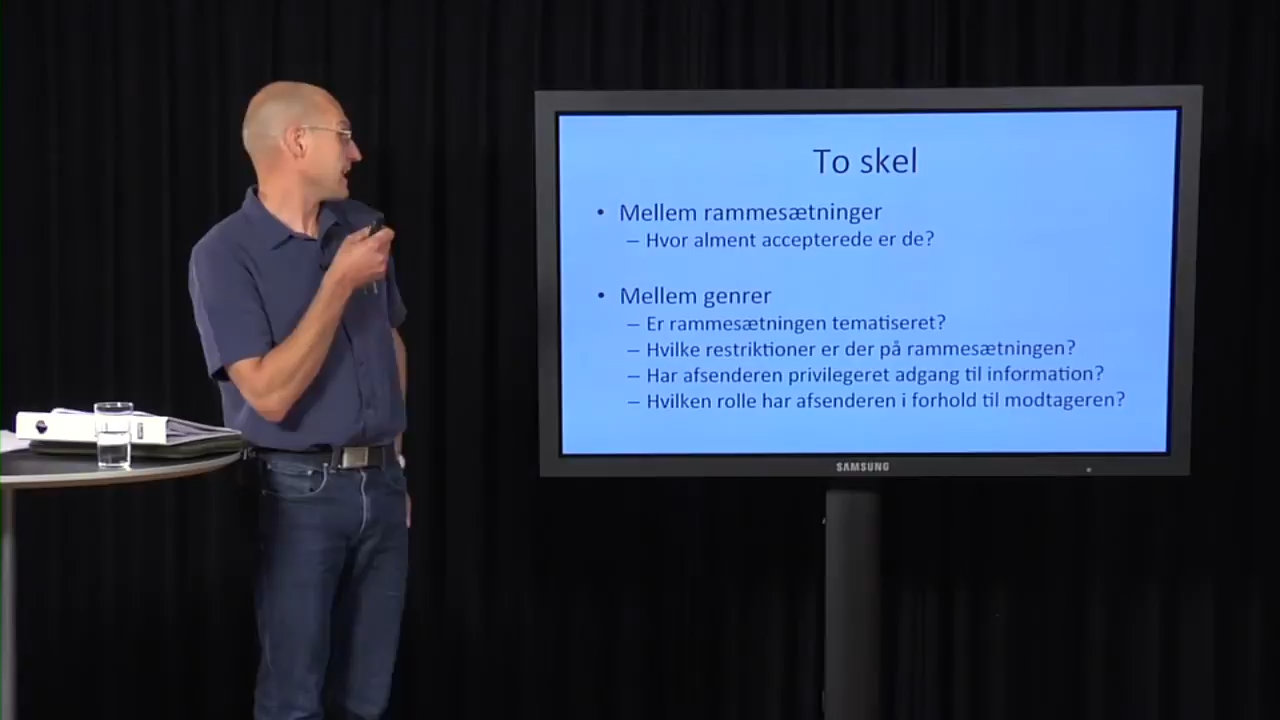 To skel
• Mellem rammesætninger
– Hvor alment accepterede er de?
• Mellem genrer
– Er rammesætningen tematiseret?
– Hvilke restriktioner er der på rammesætningen?
– Har afsenderen privilegeret adgang til information?
– Hvilken rolle har afsenderen i forhold til modtageren?
SAMSUNG